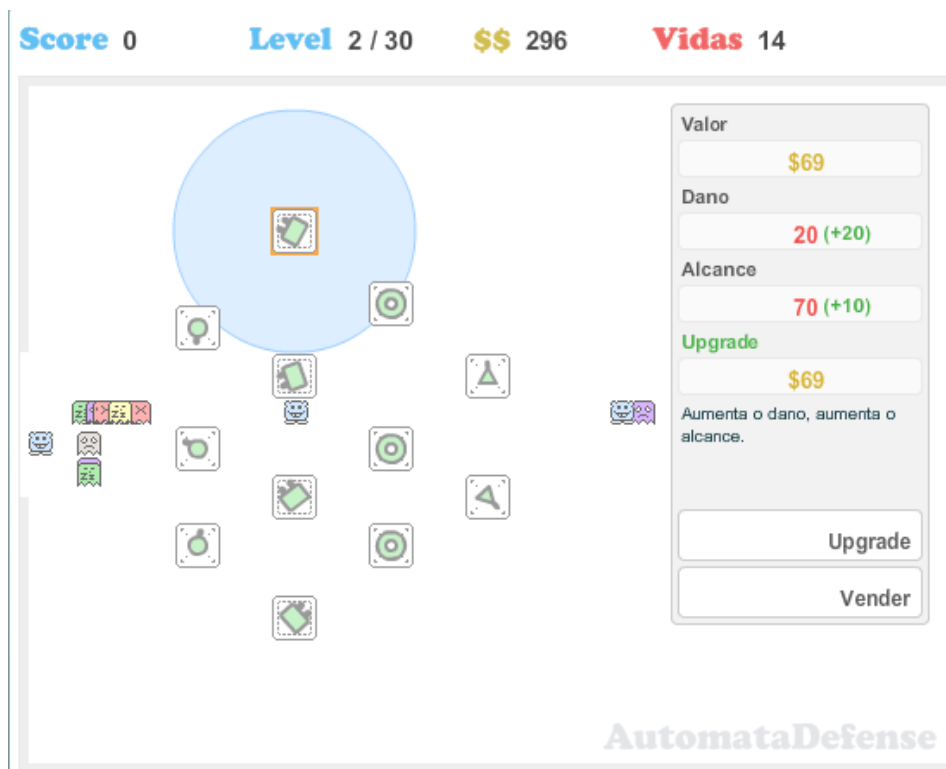 Score 0 Level 2 / 30 $$ 296 Vidas 14
Valor
$69
Dano
20 (+20)
Alcance
70 (+10)
Upgrade
$69
Aumenta o dano, aumenta o
alcance.
Upgrade
Vender
AutomataDefense